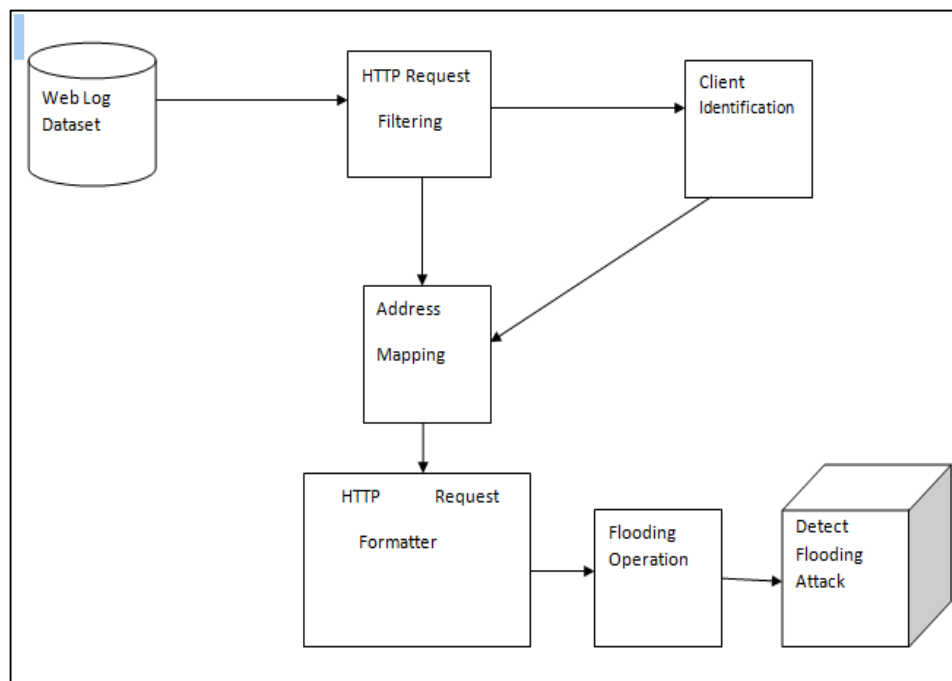 Web Log
Dataset
HTTP Request
Filtering
Client
Identification
Address
Mapping
HTTP Request
Formatter
Flooding
Operation
Detect
Flooding
Attack